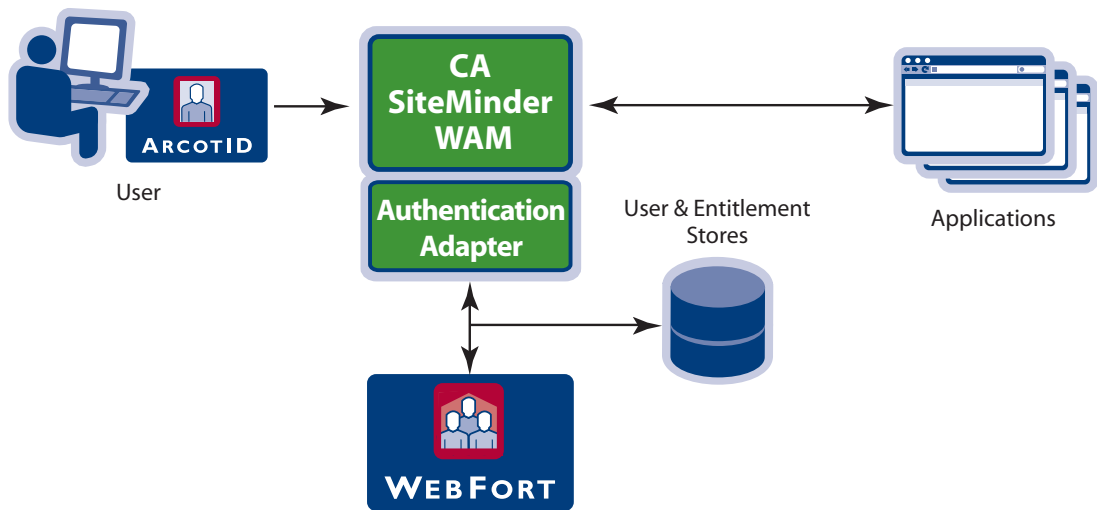 ARCOTID
User
CA
SiteMinder
WAM
Authentication
Adapter
User & Entitlement
Stores
Applications
WEBFORT